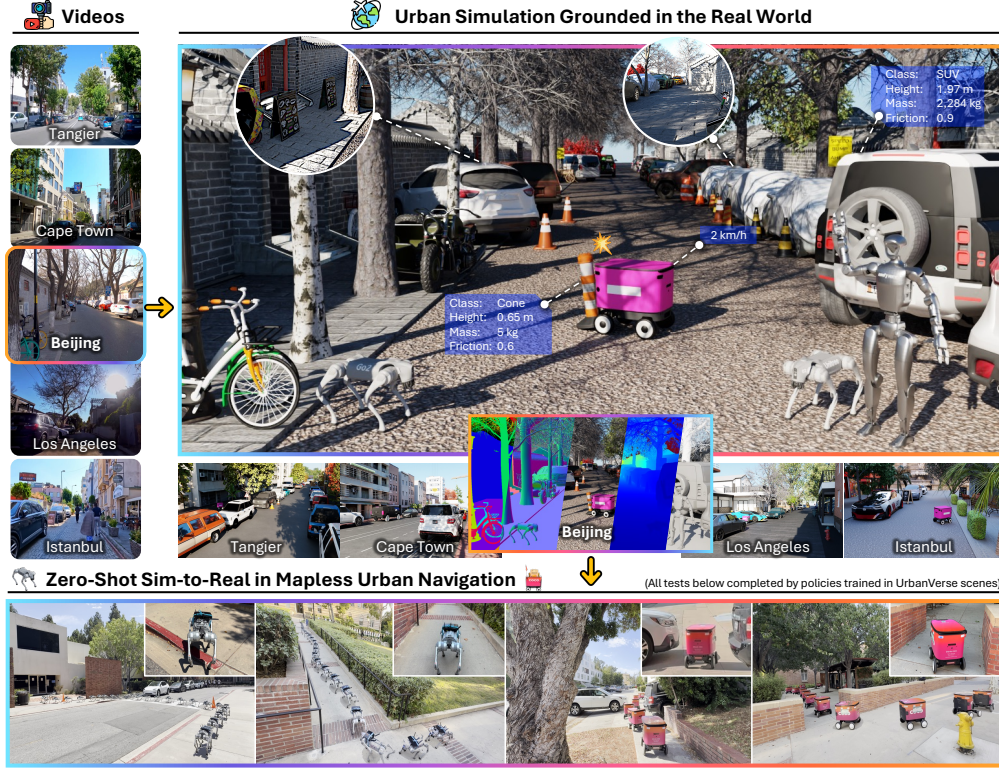 Videos
Urban Simulation Grounded in the Real World
Tangier
Cape Town
Beijing
Los Angeles
Istanbul
Class: SUV
Height: 1.97 m
Mass: 2,284 kg
Friction: 0.9
2 km/h
Class: Cone
Height: 0.65 m
Mass: 5 kg
Friction: 0.6
Go2
Tangier
Cape Town
Beijing
Los Angeles
Istanbul
Zero-Shot Sim-to-Real in Mapless Urban Navigation
(All tests below completed by policies trained in UrbanVerse scenes)